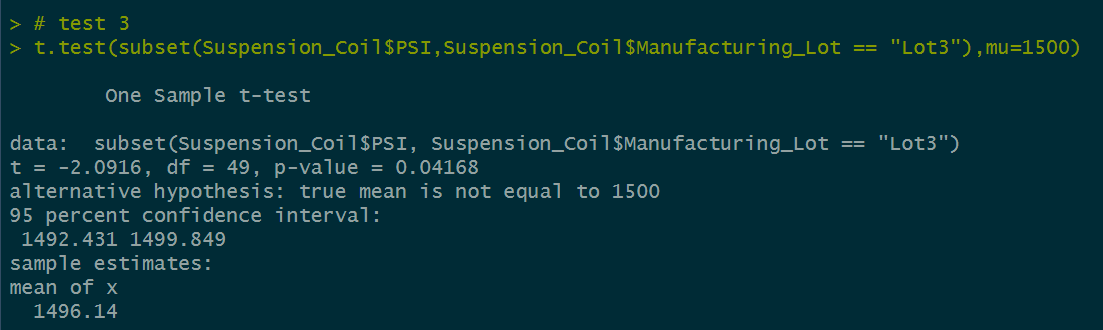 > # test 3
> t.test(subset(Suspension_Coil$PSI,Suspension_Coil$Manufacturing_Lot == "Lot3"),mu=1500)
One Sample t-test
data:  subset(Suspension_Coil$PSI, Suspension_Coil$Manufacturing_Lot == "Lot3")
t = -2.0916, df = 49, p-value = 0.04168
alternative hypothesis: true mean is not equal to 1500
95 percent confidence interval:
 1492.431 1499.849
sample estimates:
mean of x
  1496.14